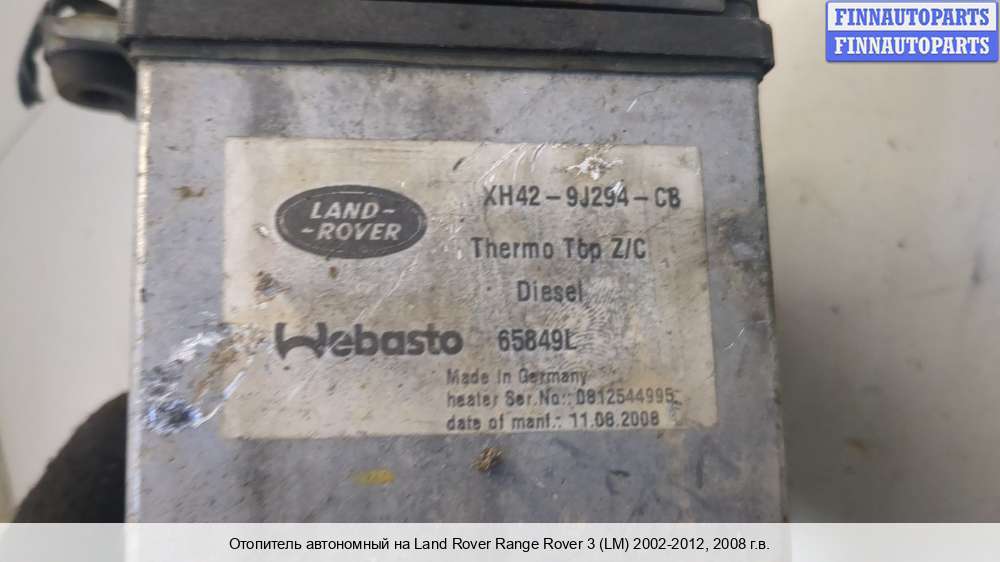 FINNAUTOPARTS
FINNAUTOPARTS
LAND-
-ROVER
XH42-9J294-CB
Thermo Top Z/C
Diesel
Webasto 65849L
Made in Germany
heater Ser.No.: 0812544995
date of manf.: 11.08.2008
Отопитель автономный на Land Rover Range Rover 3 (LM) 2002-2012, 2008 г.в.